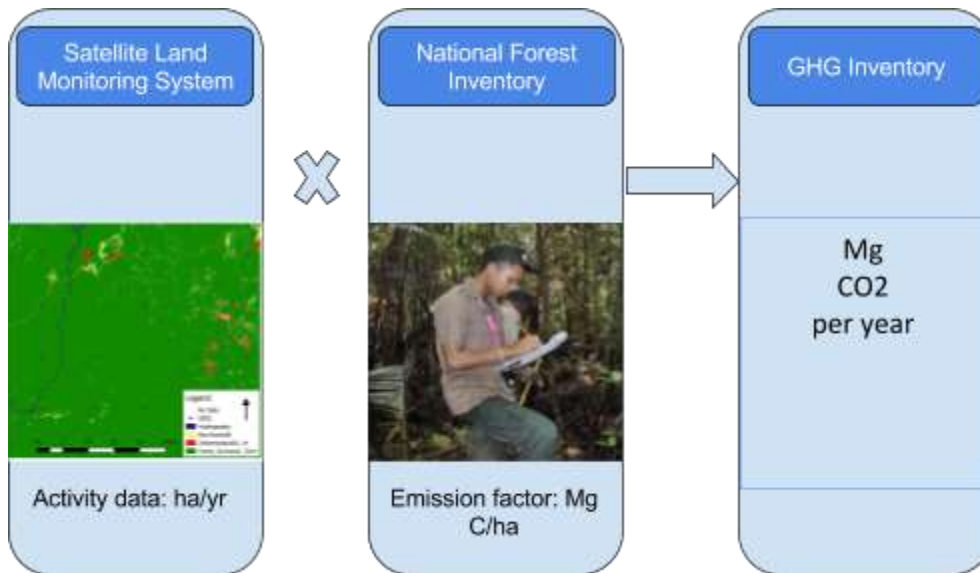 Satellite Land
Monitoring System
National Forest
Inventory
GHG Inventory
Mg
CO2
per year
Activity data: ha/yr
Emission factor: Mg
C/ha